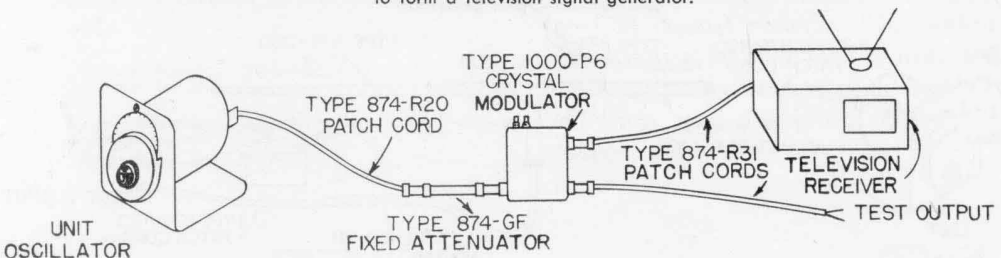 to form a television signal generator.
TYPE 1000-P6
CRYSTAL
MODULATOR
TYPE 874-R20
PATCH CORD
TYPE 874-R31
PATCH CORDS
TELEVISION
RECEIVER
TEST OUTPUT
TYPE 874-GF
FIXED ATTENUATOR
UNIT
OSCILLATOR